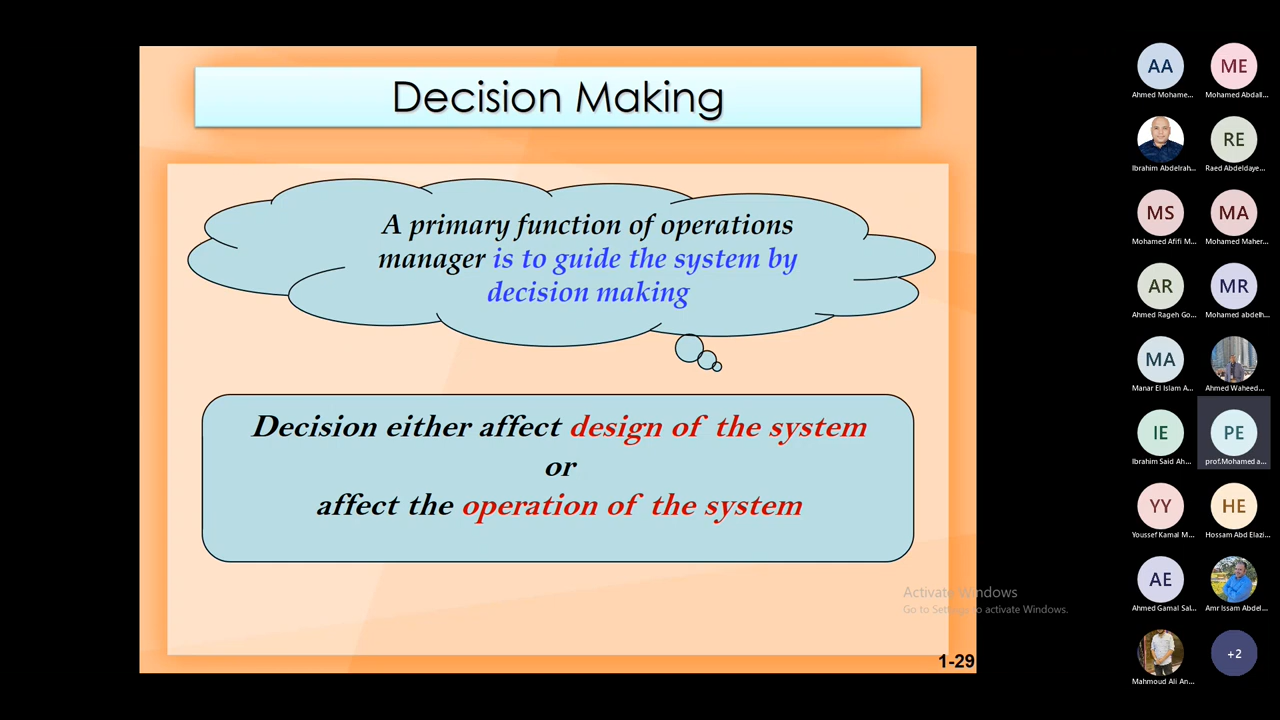 Decision Making
A primary function of operations
manager is to guide the system by
decision making
Decision either affect design of the system
or
affect the operation of the system
1-29
Activate Windows
Go to Settings to activate Windows.
AA
Ahmed Mohame...
ME
Mohamed Abdall...
Ibrahim Abdelrah...
RE
Raed Abdeldaye...
MS
Mohamed Afifi M...
MA
Mohamed Maher...
AR
Ahmed Rageh Go...
MR
Mohamed abdelh...
MA
Manar El Islam A...
Ahmed Waheed...
IE
Ibrahim Said Ah...
PE
prof.Mohamed a...
YY
Youssef Kamal M...
HE
Hossam Abd Elazi...
AE
Ahmed Gamal Sal...
Amr Issam Abdel...
Mahmoud Ali An...
+2